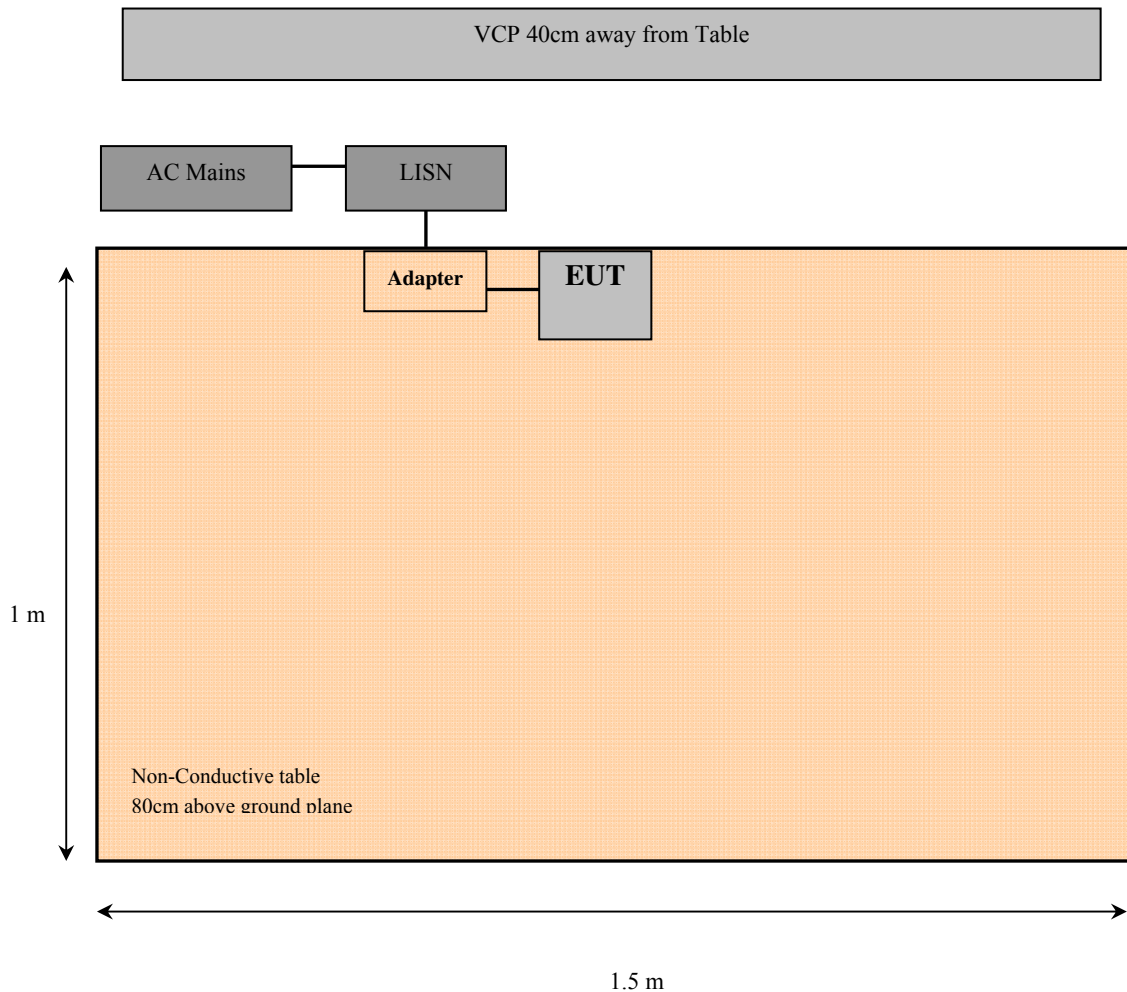 VCP 40cm away from Table
AC Mains
LISN
Adapter
EUT
1 m
Non-Conductive table
80cm above ground plane
1.5 m